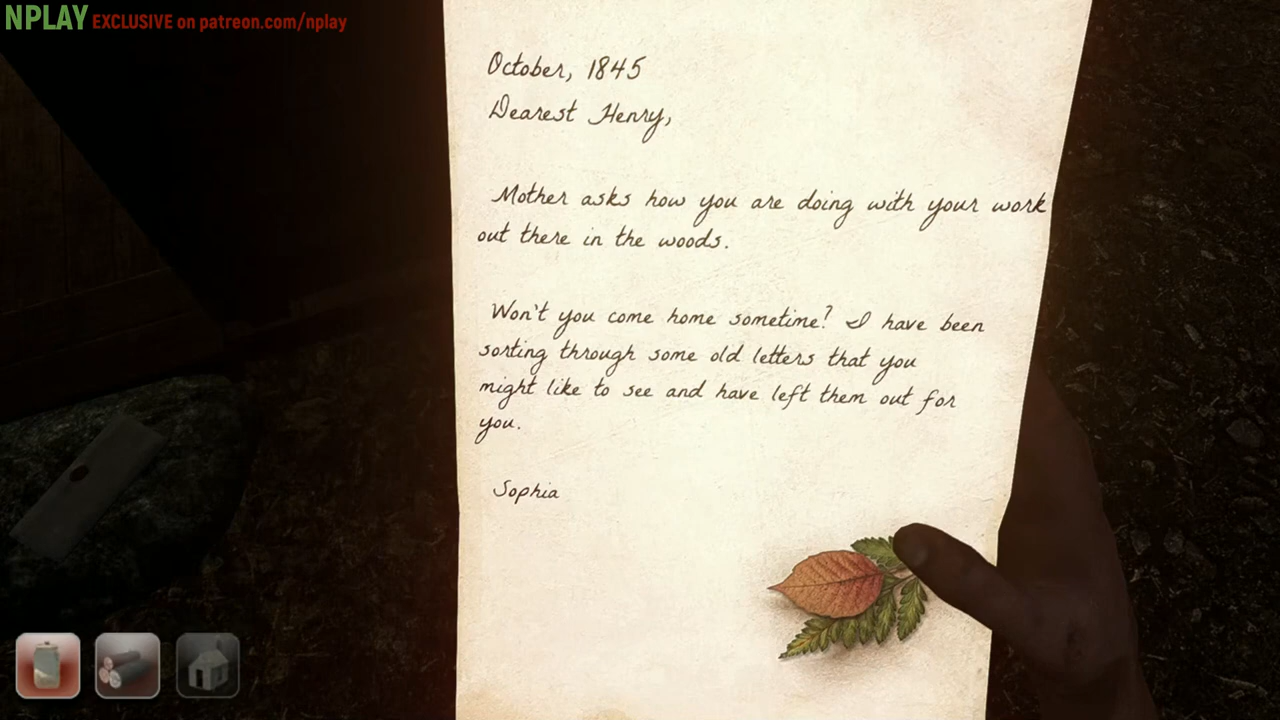 NPLAY EXCLUSIVE on patreon.com/nplay
October, 1845
Dearest Henry,
Mother asks how you are doing with your work
out there in the woods.
Won't you come home sometime? I have been
sorting through some old letters that you
might like to see and have left them out for
you.
Sophia